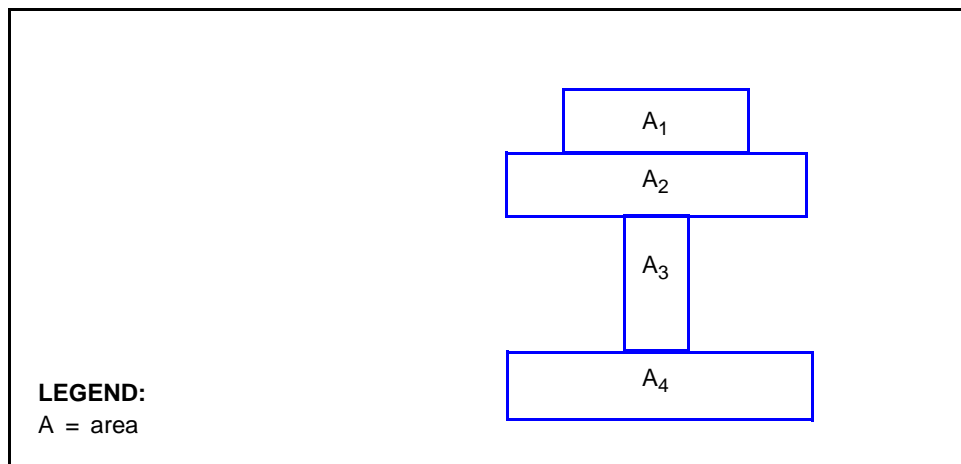 A₁
A₂
A₃
A₄
LEGEND:
A = area